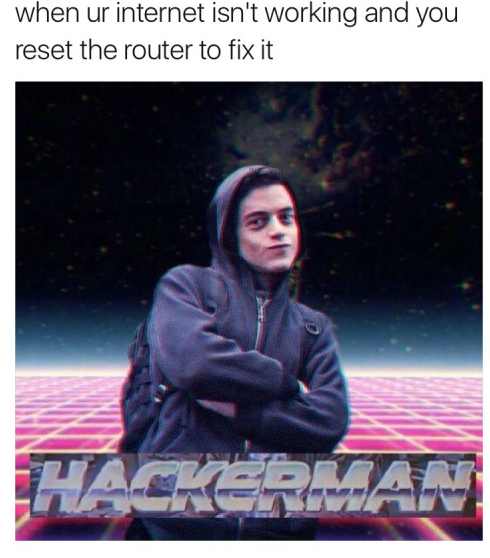 when ur internet isn't working and you
reset the router to fix it
HACKERMAN